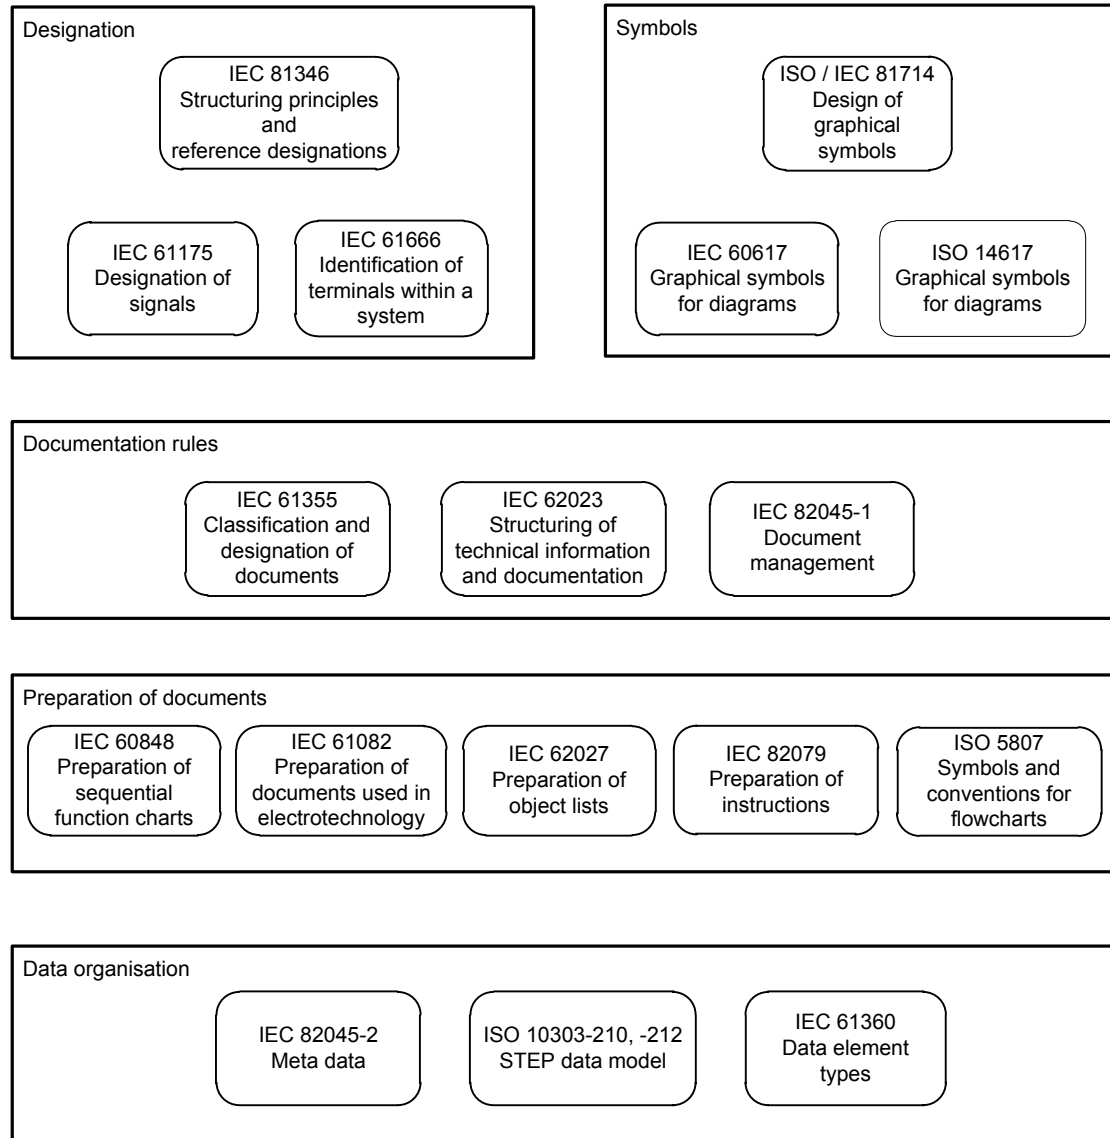 Designation
IEC 81346
Structuring principles
and
reference designations
IEC 61175
Designation of
signals
IEC 61666
Identification of
terminals within a
system
Symbols
ISO / IEC 81714
Design of
graphical
symbols
IEC 60617
Graphical symbols
for diagrams
ISO 14617
Graphical symbols
for diagrams
Documentation rules
IEC 61355
Classification and
designation of
documents
IEC 62023
Structuring of
technical information
and documentation
IEC 82045-1
Document
management
Preparation of documents
IEC 60848
Preparation of
sequential
function charts
IEC 61082
Preparation of
documents used in
electrotechnology
IEC 62027
Preparation of
object lists
IEC 82079
Preparation of
instructions
ISO 5807
Symbols and
conventions for
flowcharts
Data organisation
IEC 82045-2
Meta data
ISO 10303-210, -212
STEP data model
IEC 61360
Data element
types